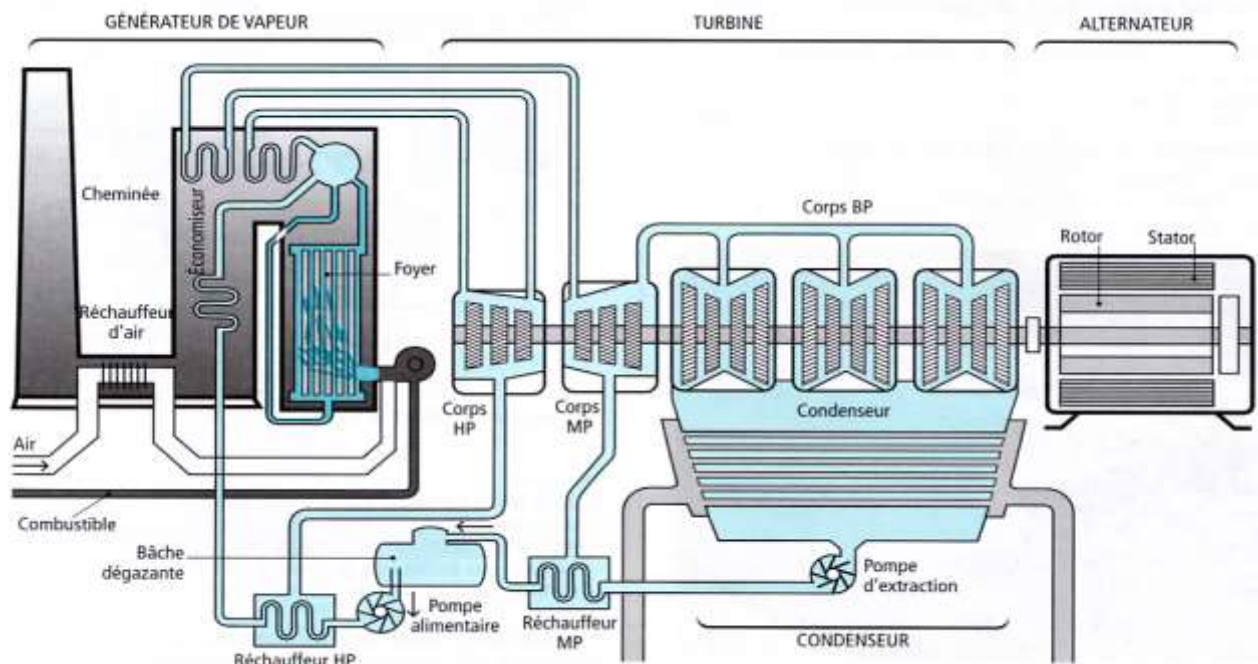 GÉNÉRATEUR DE VAPEUR
TURBINE
ALTERNATEUR
Cheminée
Économiseur
Foyer
Réchauffeur
d'air
Corps BP
Rotor
Stator
Corps
HP
Corps
MP
Condenseur
Air
Combustible
Bâche
dégazante
Pompe
alimentaire
Réchauffeur
MP
Pompe
d'extraction
CONDENSEUR
Réchauffeur HP